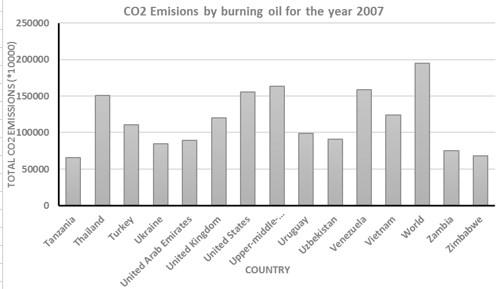 CO2 Emisions by burning oil for the year 2007
TOTAL CO2 EMISSIONS (*10000)
250000
200000
150000
100000
50000
0
Tanzania
Thailand
Turkey
Ukraine
United Arab Emirates
United Kingdom
United States
Upper-middle-...
Uruguay
Uzbekistan
Venezuela
Vietnam
World
Zambia
Zimbabwe
COUNTRY